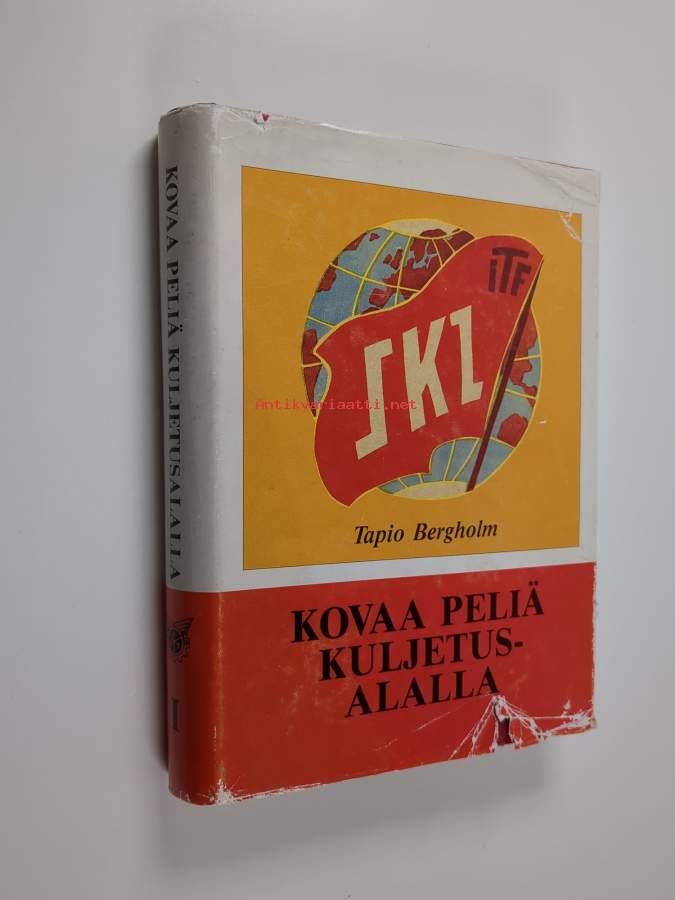 KOVAA PELIÄ KULJETUSALALLA
I
iTF
SKL
Antikvariaatti.net
Tapio Bergholm
KOVAA PELIÄ
KULJETUS-
ALALLA
I